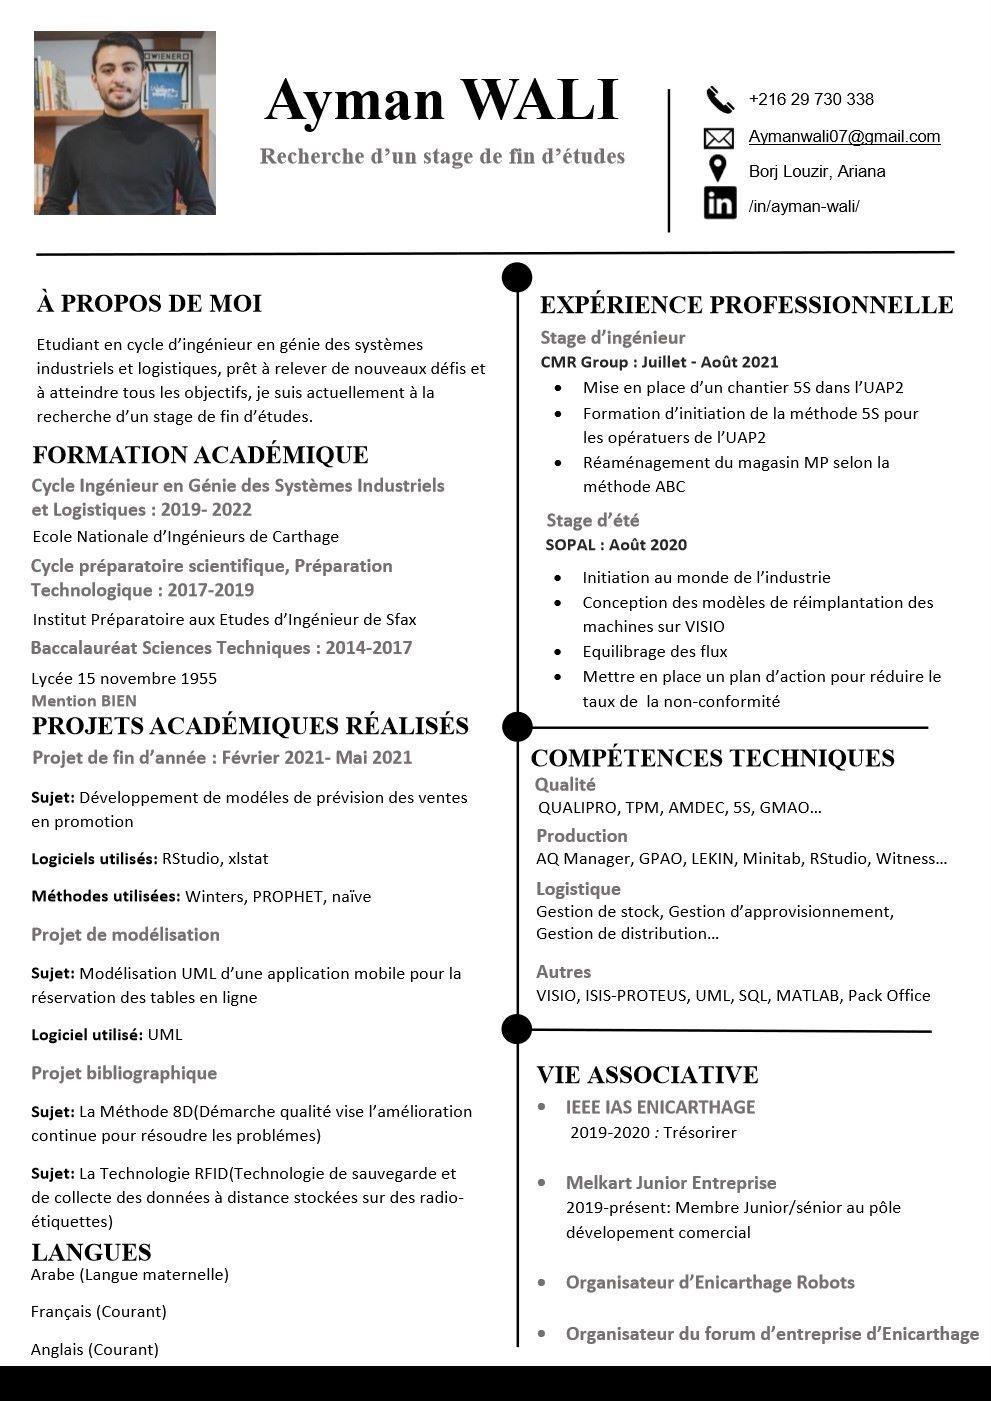 WIENER
Ayman WALI
Recherche d’un stage de fin d’études
+216 29 730 338
Aymanwali07@gmail.com
Borj Louzir, Ariana
in
/in/ayman-wali/
À PROPOS DE MOI
Etudiant en cycle d’ingénieur en génie des systèmes
industriels et logistiques, prêt à relever de nouveaux défis et
à atteindre tous les objectifs, je suis actuellement à la
recherche d’un stage de fin d’études.
FORMATION ACADÉMIQUE
Cycle Ingénieur en Génie des Systèmes Industriels
et Logistiques : 2019- 2022
Ecole Nationale d’Ingénieurs de Carthage
Cycle préparatoire scientifique, Préparation
Technologique : 2017-2019
Institut Préparatoire aux Etudes d’Ingénieur de Sfax
Baccalauréat Sciences Techniques : 2014-2017
Lycée 15 novembre 1955
Mention BIEN
PROJETS ACADÉMIQUES RÉALISÉS
Projet de fin d’année : Février 2021- Mai 2021
Sujet: Développement de modéles de prévision des ventes
en promotion
Logiciels utilisés: RStudio, xlstat
Méthodes utilisées: Winters, PROPHET, naïve
Projet de modélisation
Sujet: Modélisation UML d’une application mobile pour la
réservation des tables en ligne
Logiciel utilisé: UML
Projet bibliographique
Sujet: La Méthode 8D(Démarche qualité vise l’amélioration
continue pour résoudre les problémes)
Sujet: La Technologie RFID(Technologie de sauvegarde et
de collecte des données à distance stockées sur des radio-
étiquettes)
LANGUES
Arabe (Langue maternelle)
Français (Courant)
Anglais (Courant)
EXPÉRIENCE PROFESSIONNELLE
Stage d’ingénieur
CMR Group : Juillet - Août 2021
• Mise en place d’un chantier 5S dans l’UAP2
• Formation d’initiation de la méthode 5S pour
les opératuers de l’UAP2
• Réaménagement du magasin MP selon la
méthode ABC
Stage d’été
SOPAL : Août 2020
• Initiation au monde de l’industrie
• Conception des modèles de réimplantation des
machines sur VISIO
• Equilibrage des flux
• Mettre en place un plan d’action pour réduire le
taux de la non-conformité
COMPÉTENCES TECHNIQUES
Qualité
QUALIPRO, TPM, AMDEC, 5S, GMAO…
Production
AQ Manager, GPAO, LEKIN, Minitab, RStudio, Witness…
Logistique
Gestion de stock, Gestion d’approvisionnement,
Gestion de distribution…
Autres
VISIO, ISIS-PROTEUS, UML, SQL, MATLAB, Pack Office
VIE ASSOCIATIVE
• IEEE IAS ENICARTHAGE
2019-2020 : Trésorirer
• Melkart Junior Entreprise
2019-présent: Membre Junior/sénior au pôle
dévelopement comercial
• Organisateur d’Enicarthage Robots
• Organisateur du forum d’entreprise d’Enicarthage